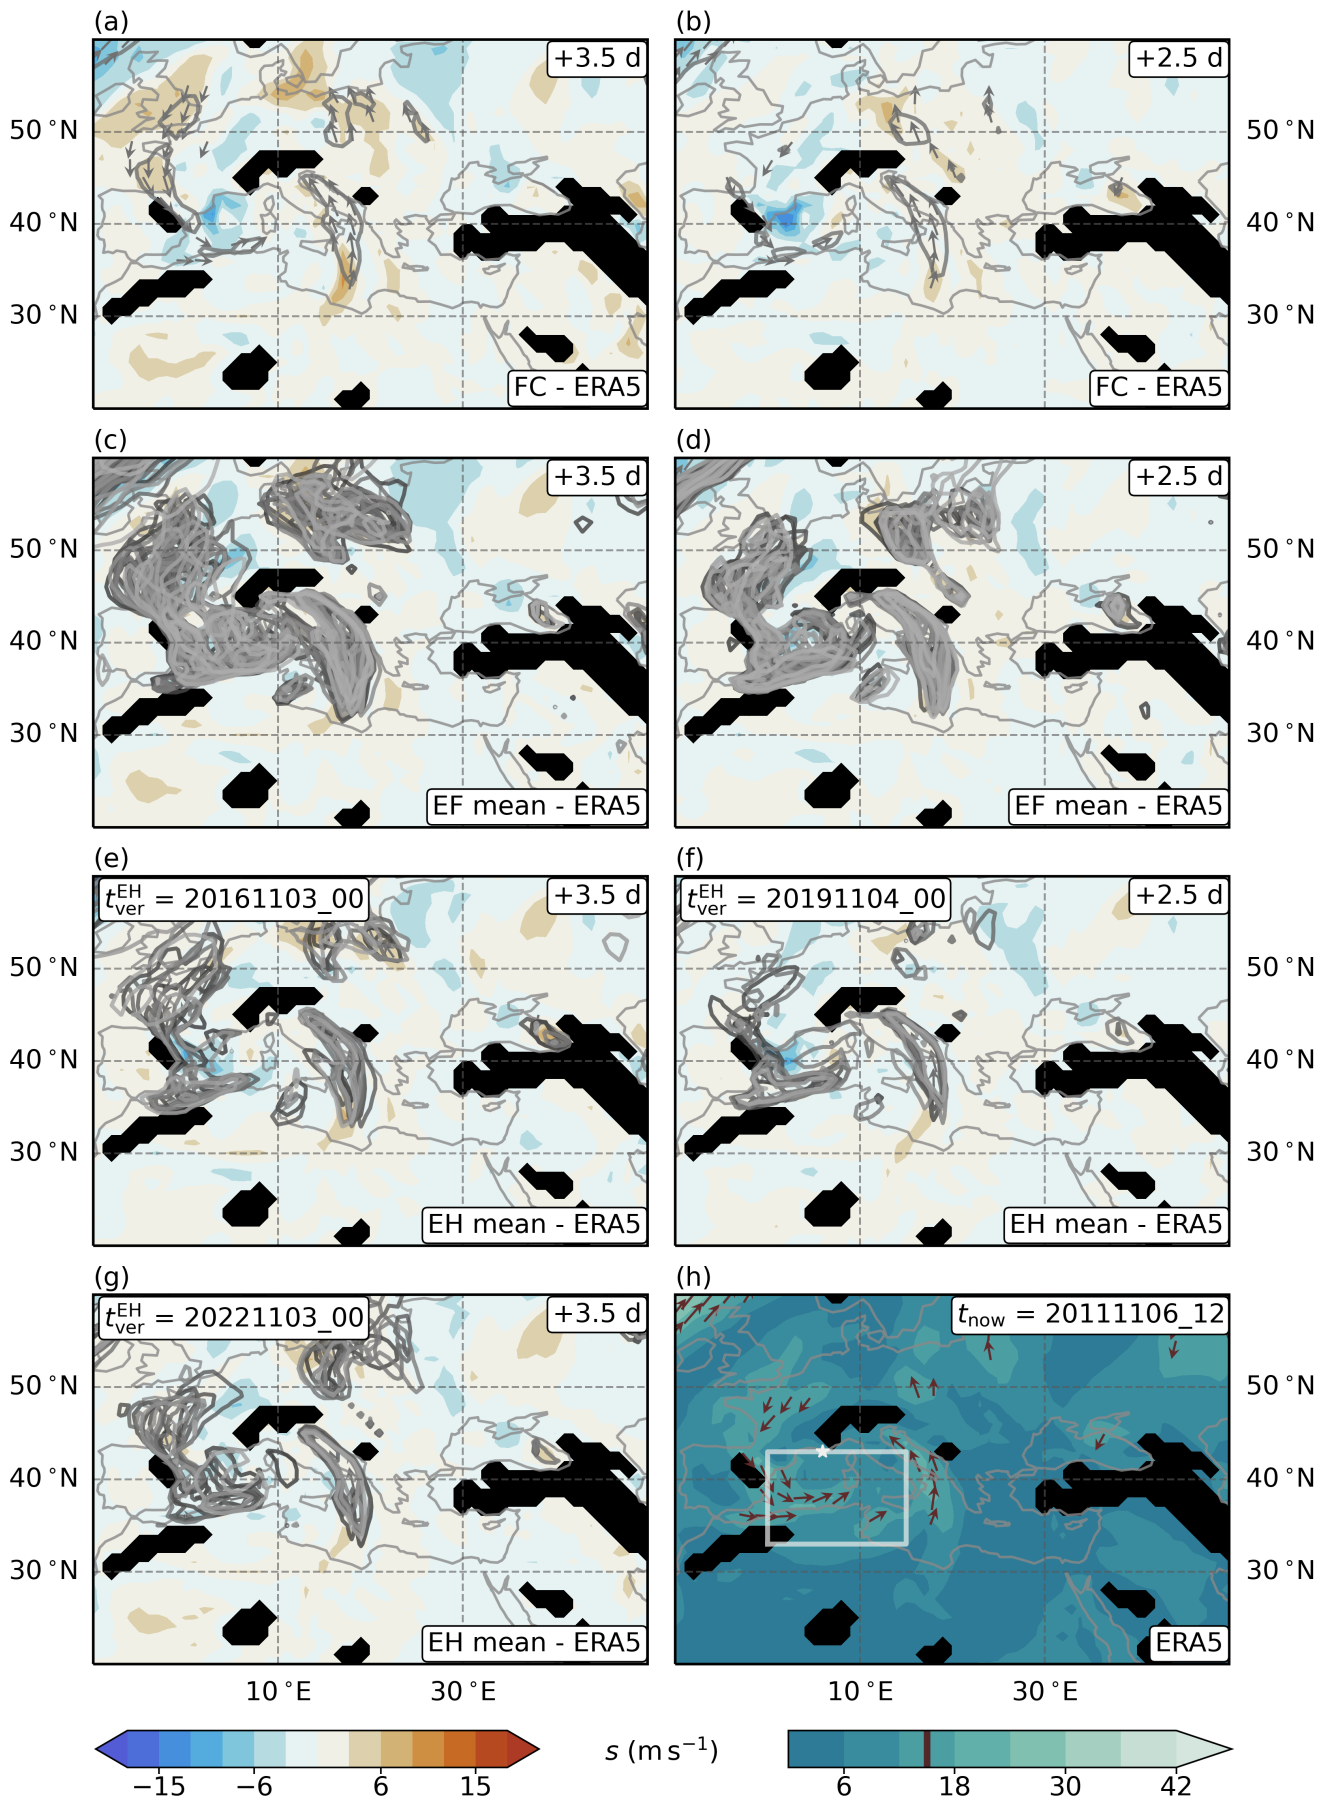 (a)
(b)
+3.5 d
+2.5 d
50 °N
50 °N
40 °N
40 °N
30 °N
30 °N
FC - ERA5
FC - ERA5
(c)
(d)
+3.5 d
+2.5 d
50 °N
50 °N
40 °N
40 °N
30 °N
30 °N
EF mean - ERA5
EF mean - ERA5
(e)
(f)
t_ver^EH = 20161103_00
+3.5 d
t_ver^EH = 20191104_00
+2.5 d
50 °N
50 °N
40 °N
40 °N
30 °N
30 °N
EH mean - ERA5
EH mean - ERA5
(g)
(h)
t_ver^EH = 20221103_00
+3.5 d
t_now = 20111106_12
50 °N
50 °N
40 °N
40 °N
30 °N
30 °N
EH mean - ERA5
ERA5
10 °E
30 °E
10 °E
30 °E
s (m s⁻¹)
−15
−6
6
15
6
18
30
42